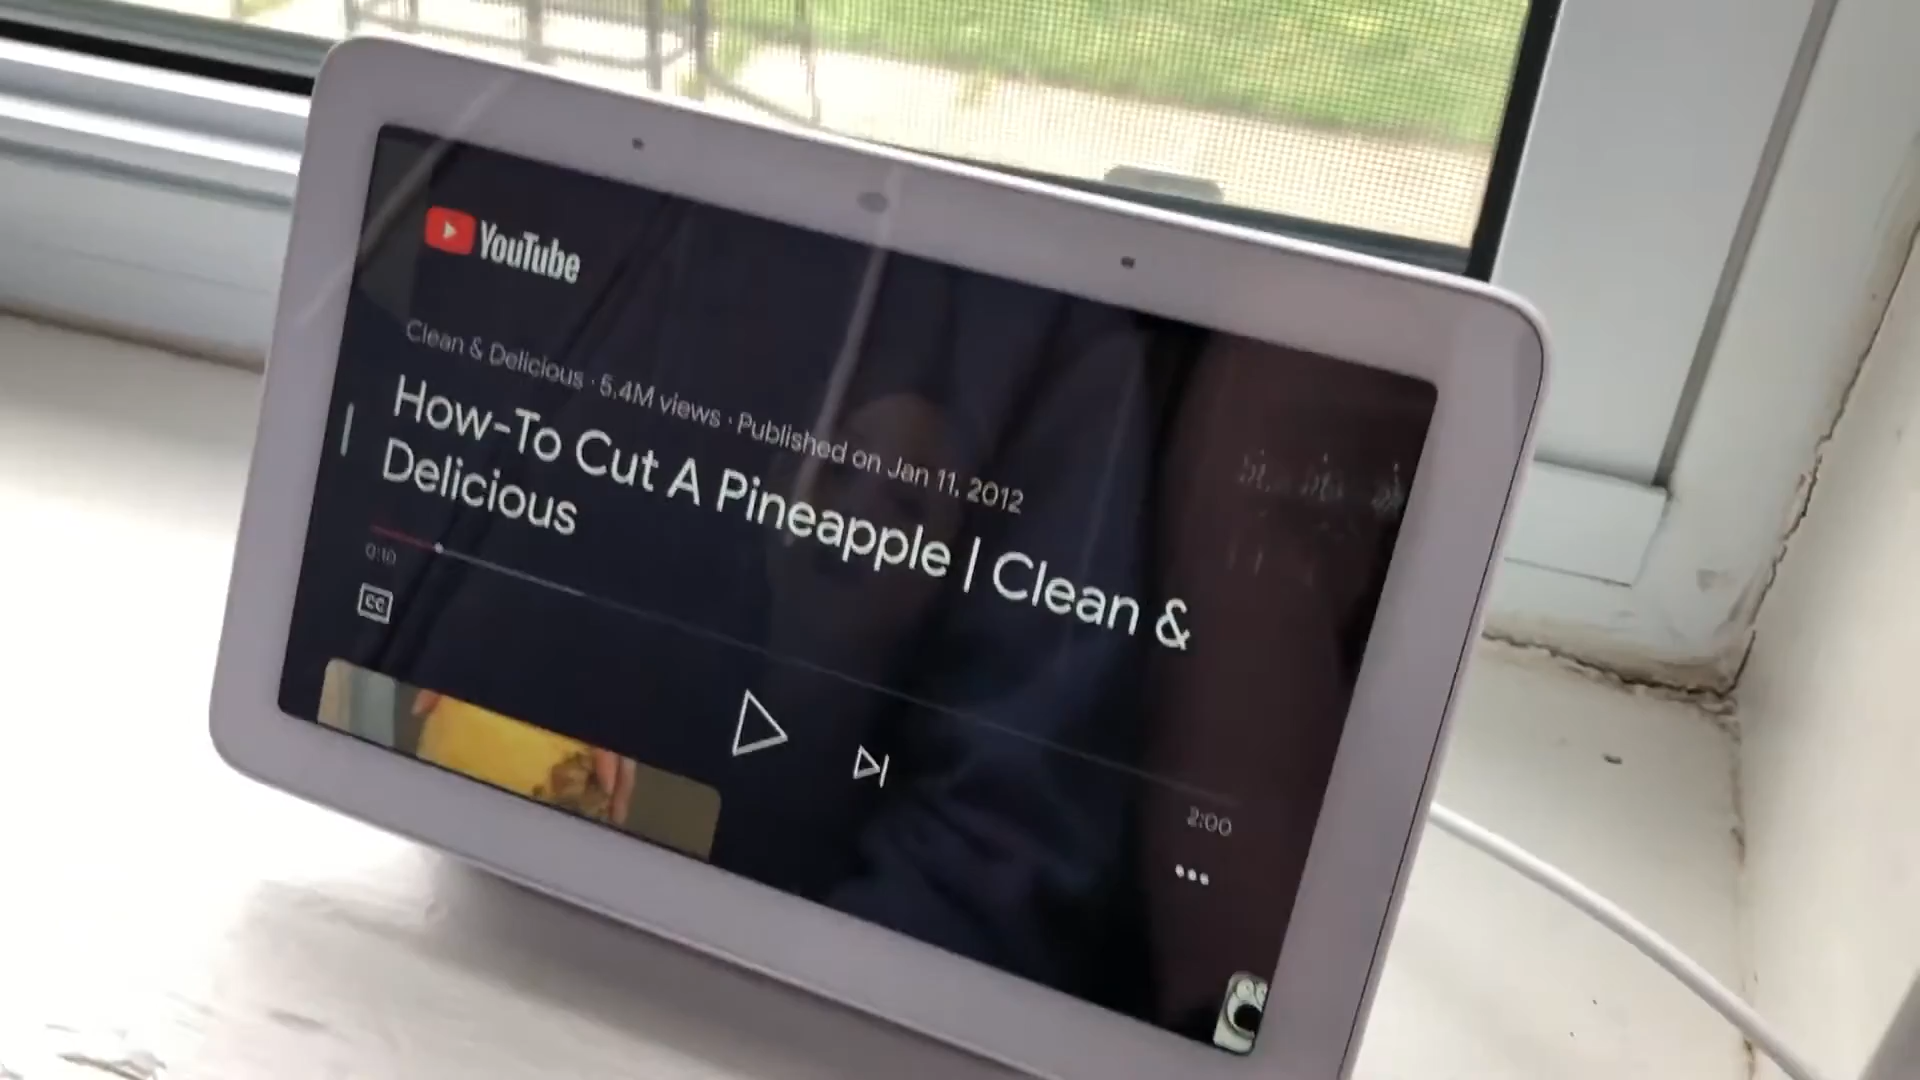 YouTube
Clean & Delicious · 5.4M views · Published on Jan 11, 2012
How-To Cut A Pineapple | Clean &
Delicious
0:10
CC
2:00